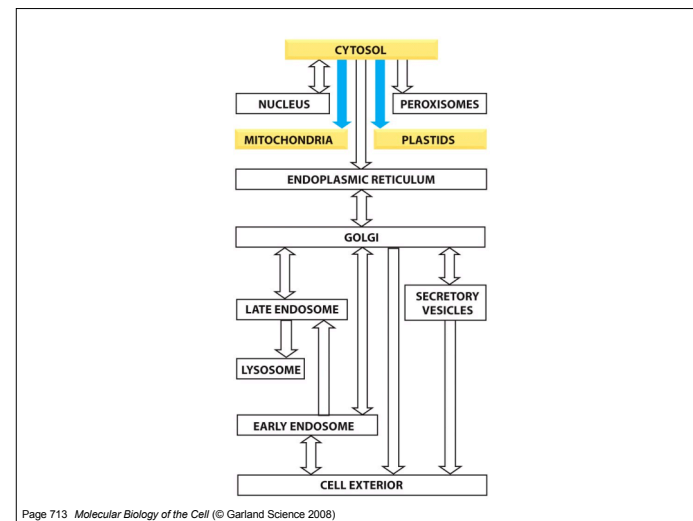 CYTOSOL
NUCLEUS
PEROXISOMES
MITOCHONDRIA
PLASTIDS
ENDOPLASMIC RETICULUM
GOLGI
LATE ENDOSOME
SECRETORY
VESICLES
LYSOSOME
EARLY ENDOSOME
CELL EXTERIOR
Page 713 Molecular Biology of the Cell (© Garland Science 2008)